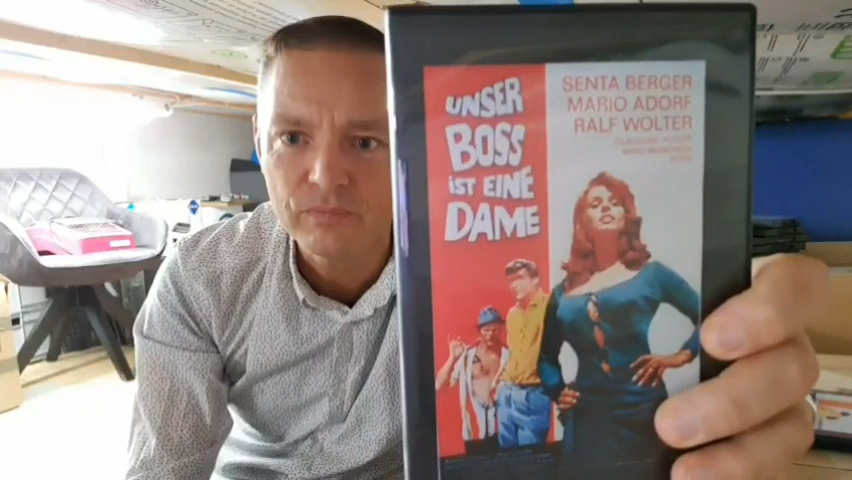 UNSER
BOSS
IST EINE
DAME
SENTA BERGER
MARIO ADORF
RALF WOLTER